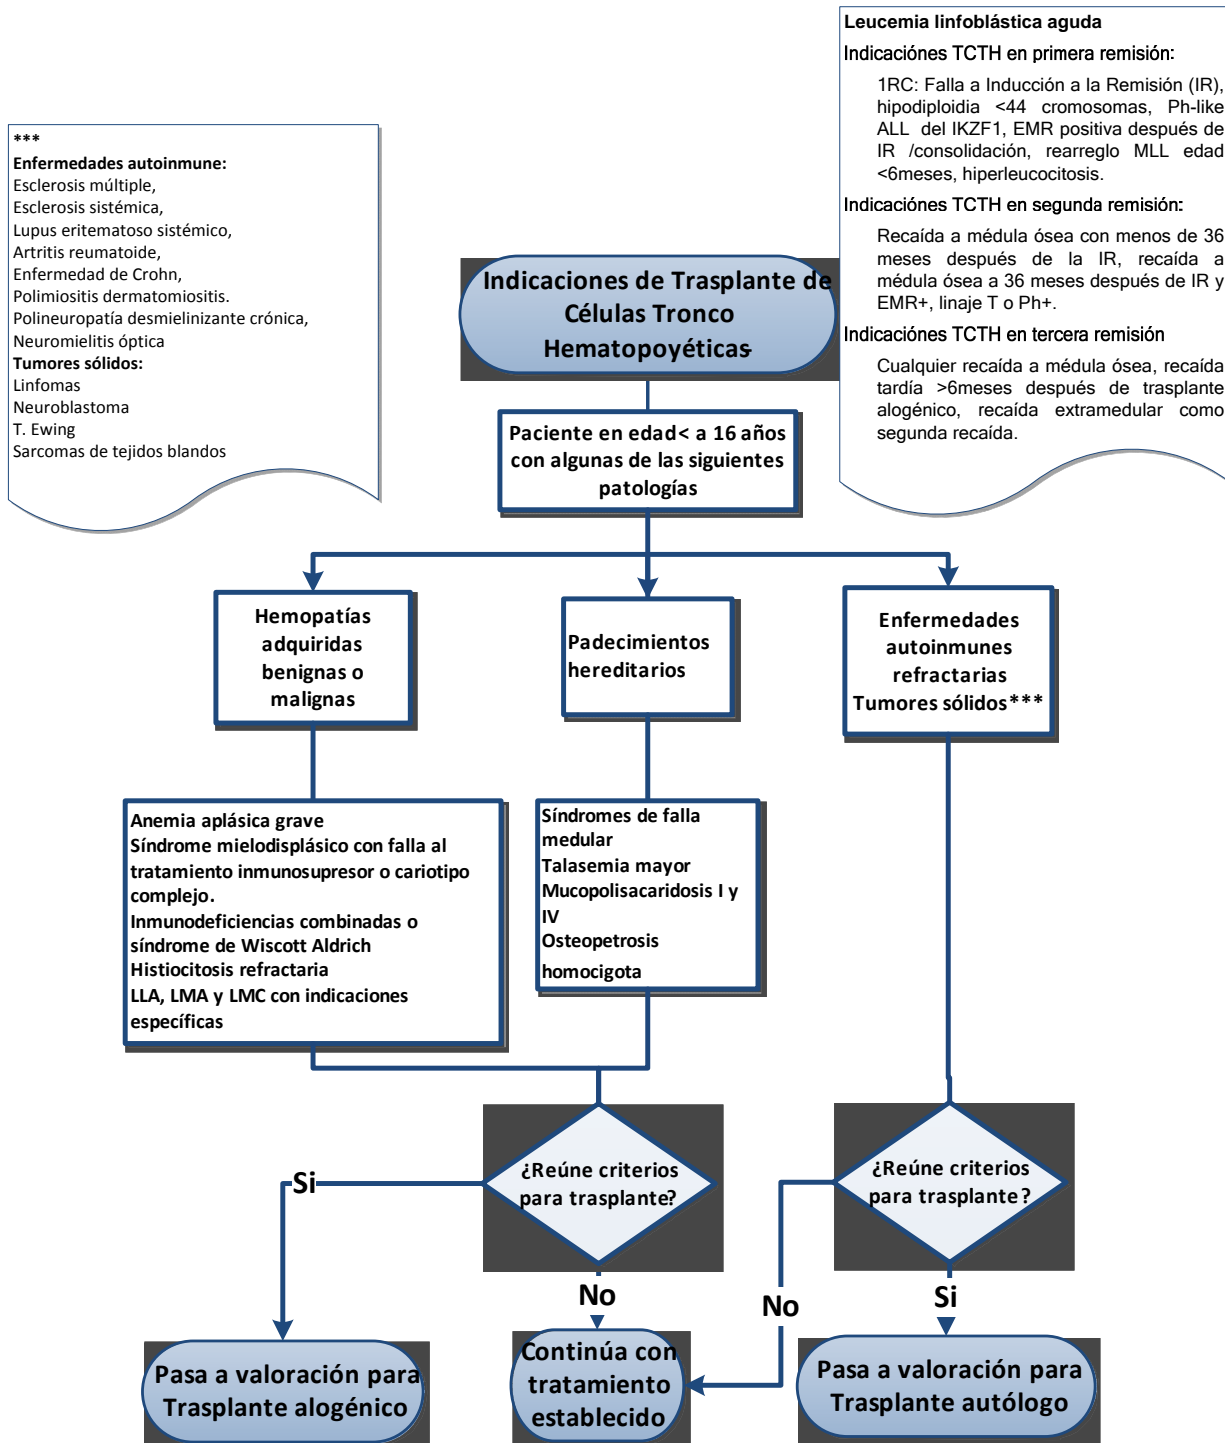 ***
Enfermedades autoinmune:
Esclerosis múltiple,
Esclerosis sistémica,
Lupus eritematoso sistémico,
Artritis reumatoide,
Enfermedad de Crohn,
Polimiositis dermatomiositis.
Polineuropatía desmielinizante crónica,
Neuromielitis óptica
Tumores sólidos:
Linfomas
Neuroblastoma
T. Ewing
Sarcomas de tejidos blandos
Leucemia linfoblástica aguda
Indicaciónes TCTH en primera remisión:
1RC: Falla a Inducción a la Remisión (IR),
hipodiploidia <44 cromosomas, Ph-like
ALL del IKZF1, EMR positiva después de
IR /consolidación, rearreglo MLL edad
<6meses, hiperleucocitosis.
Indicaciónes TCTH en segunda remisión:
Recaída a médula ósea con menos de 36
meses después de la IR, recaída a
médula ósea a 36 meses después de IR y
EMR+, linaje T o Ph+.
Indicaciónes TCTH en tercera remisión
Cualquier recaída a médula ósea, recaída
tardía >6meses después de trasplante
alogénico, recaída extramedular como
segunda recaída.
Indicaciones de Trasplante de
Células Tronco
Hematopoyéticas-
Paciente en edad< a 16 años
con algunas de las siguientes
patologías
Hemopatías
adquiridas
benignas o
malignas
Padecimientos
hereditarios
Enfermedades
autoinmunes
refractarias
Tumores sólidos***
Anemia aplásica grave
Síndrome mielodisplásico con falla al
tratamiento inmunosupresor o cariotipo
complejo.
Inmunodeficiencias combinadas o
síndrome de Wiscott Aldrich
Histiocitosis refractaria
LLA, LMA y LMC con indicaciones
específicas
Síndromes de falla
medular
Talasemia mayor
Mucopolisacaridosis I y
IV
Osteopetrosis
homocigota
¿Reúne criterios
para trasplante?
¿Reúne criterios
para trasplante?
Si
No
No
Si
Pasa a valoración para
Trasplante alogénico
Continúa con
tratamiento
establecido
Pasa a valoración para
Trasplante autólogo